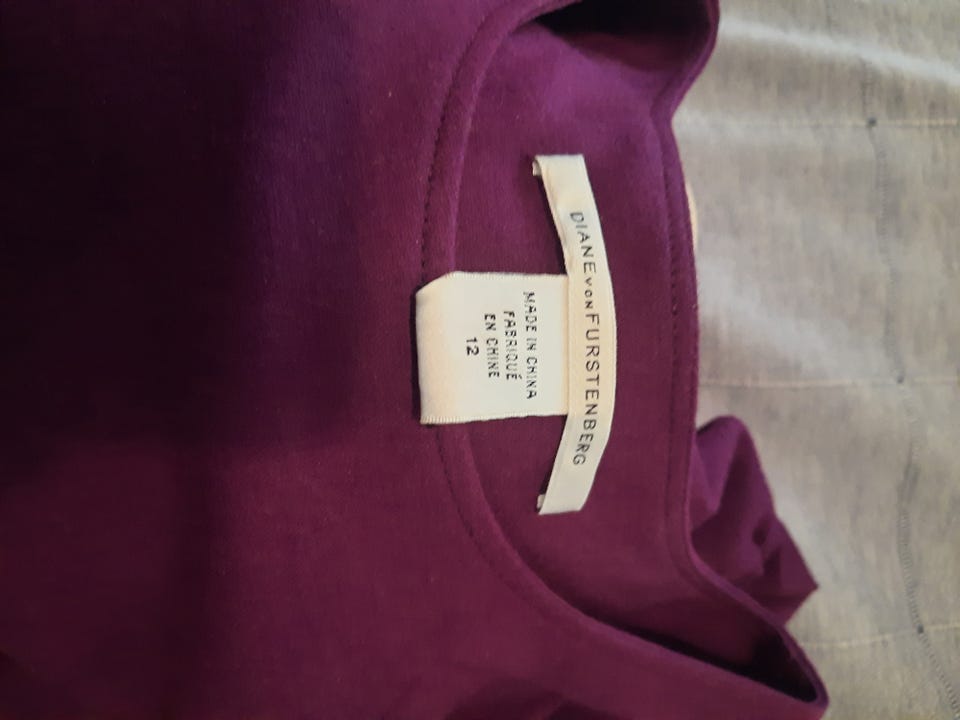 DIANE VON FURSTENBERG
MADE IN CHINA
FABRIQUÉ
EN CHINE
12